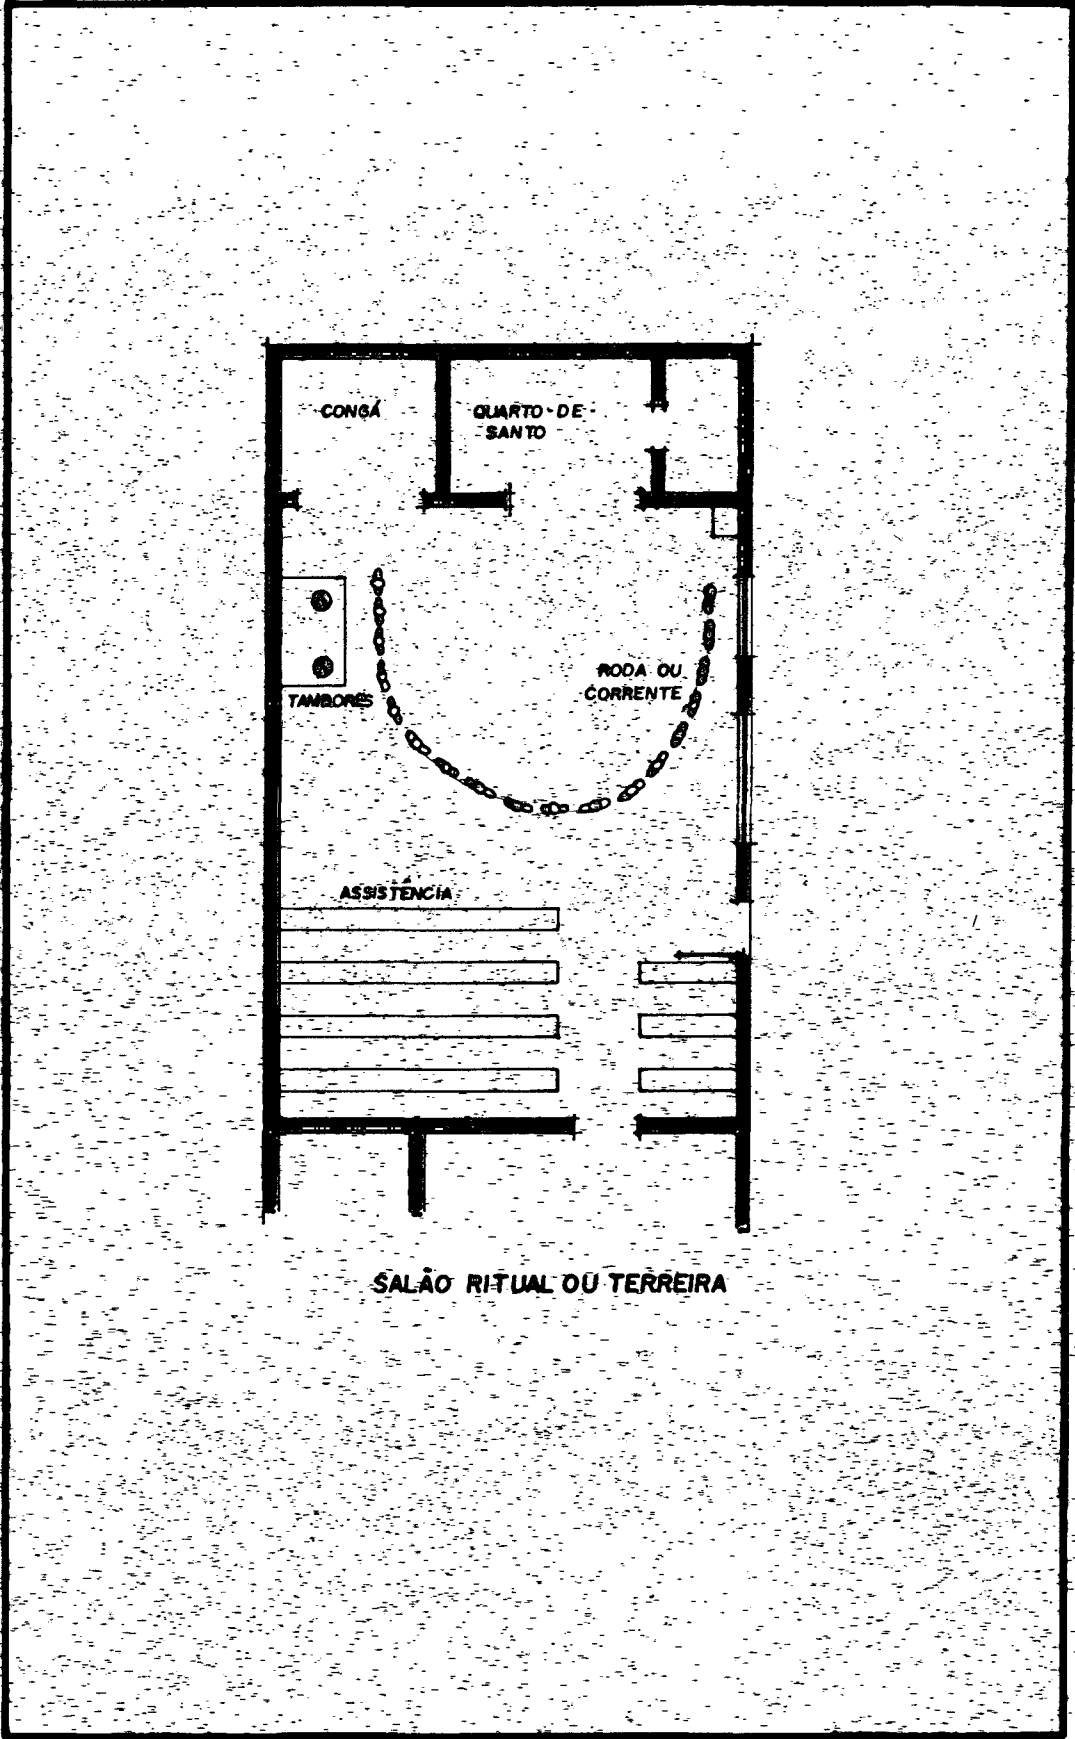 CONGÁ
QUARTO-DE-
SANTO
RODA OU
CORRENTE
TAMBORES
ASSISTÊNCIA
SALÃO RITUAL OU TERREIRA